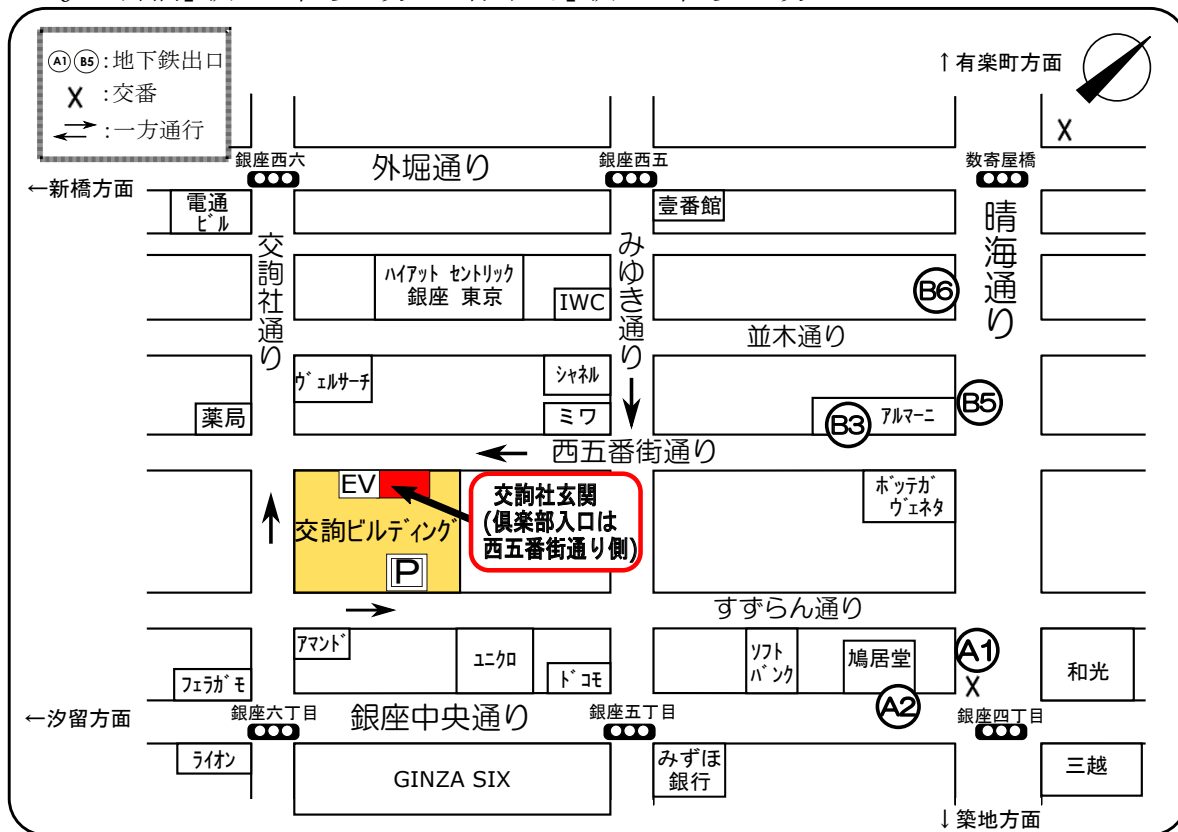 A1 B5:地下鉄出口
X:交番
:一方通行
↑有楽町方面
X
銀座西六
銀座西五
数寄屋橋
外堀通り
←新橋方面
電通
ビル
壹番館
交詢社通り
みゆき通り
晴海通り
ハイアット セントリック
銀座 東京
IWC
B6
並木通り
ヴェルサーチ
シャネル
ミワ
薬局
B3
アルマーニ
B5
西五番街通り
EV
交詢ビルディング
P
交詢社玄関
(倶楽部入口は
西五番街通り側)
ボッテガ
ヴェネタ
すずらん通り
アマンド
ユニクロ
ドコモ
ソフト
バンク
鳩居堂
A1
X
和光
フェラガモ
A2
←汐留方面
銀座六丁目
銀座中央通り
銀座五丁目
銀座四丁目
ライオン
GINZA SIX
みずほ
銀行
三越
↓築地方面